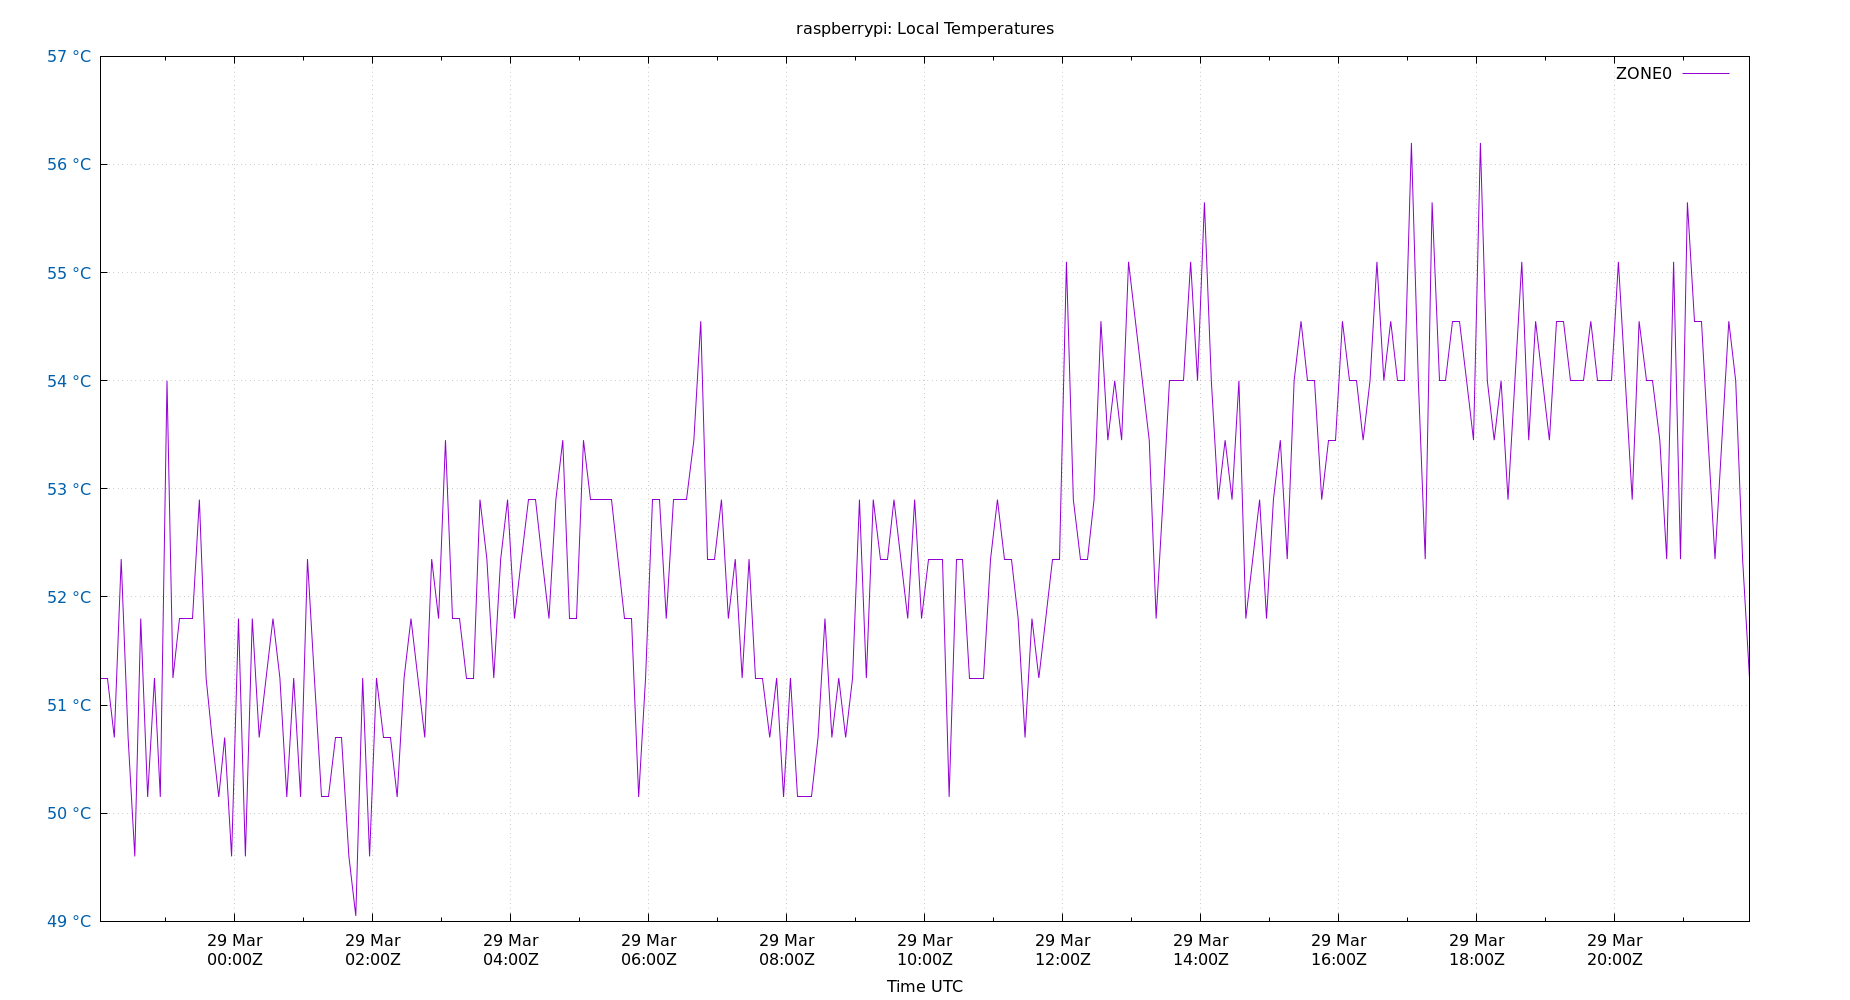 raspberrypi: Local Temperatures
57 °C
ZONE0
56 °C
55 °C
54 °C
53 °C
52 °C
51 °C
50 °C
49 °C
29 Mar 29 Mar 29 Mar 29 Mar 29 Mar 29 Mar 29 Mar 29 Mar 29 Mar 29 Mar 29 Mar
00:00Z 02:00Z 04:00Z 06:00Z 08:00Z 10:00Z 12:00Z 14:00Z 16:00Z 18:00Z 20:00Z
Time UTC